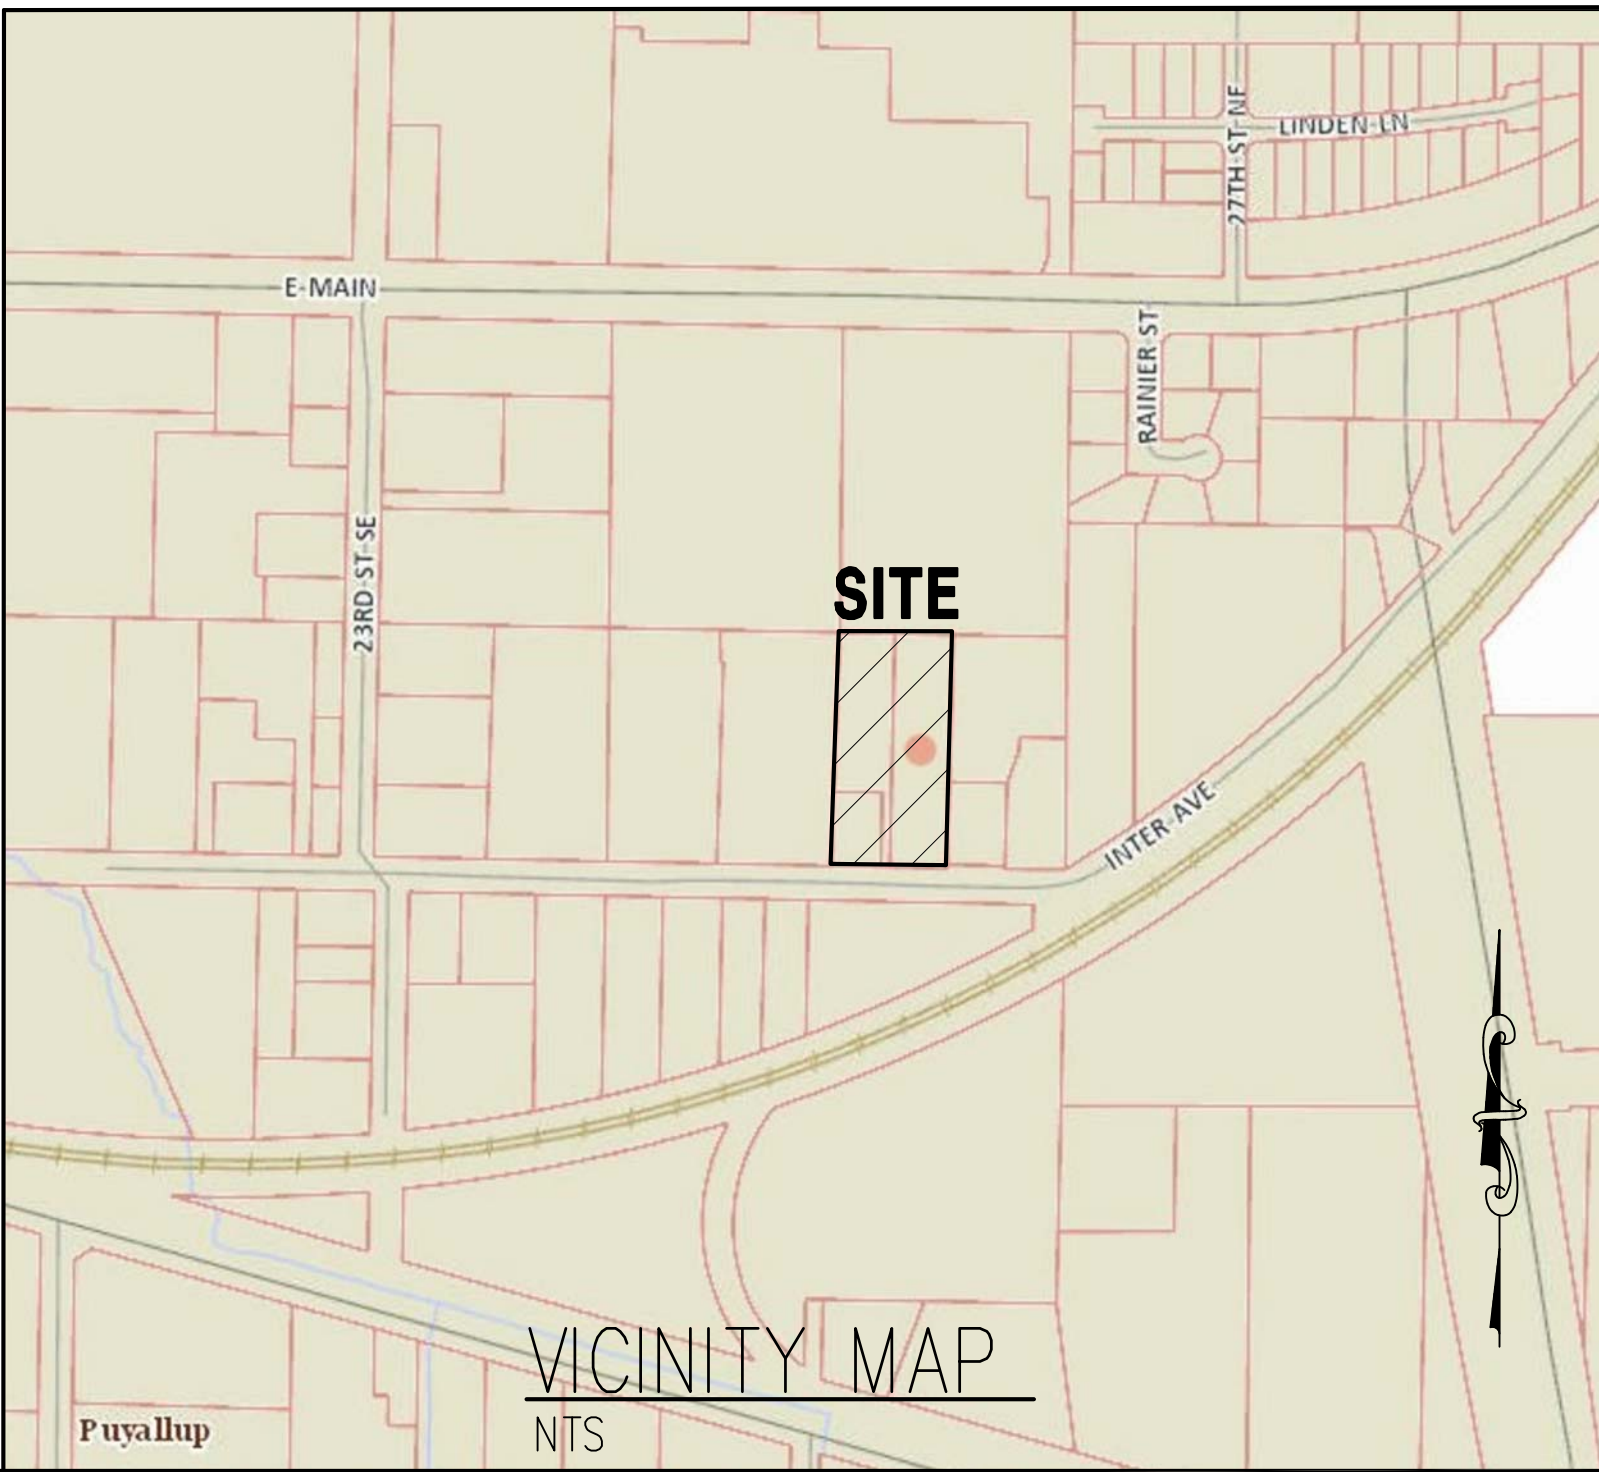 27TH ST NE
LINDEN LN
E MAIN
RAINIER ST
23RD ST SE
SITE
INTER AVE
VICINITY MAP
NTS
Puyallup